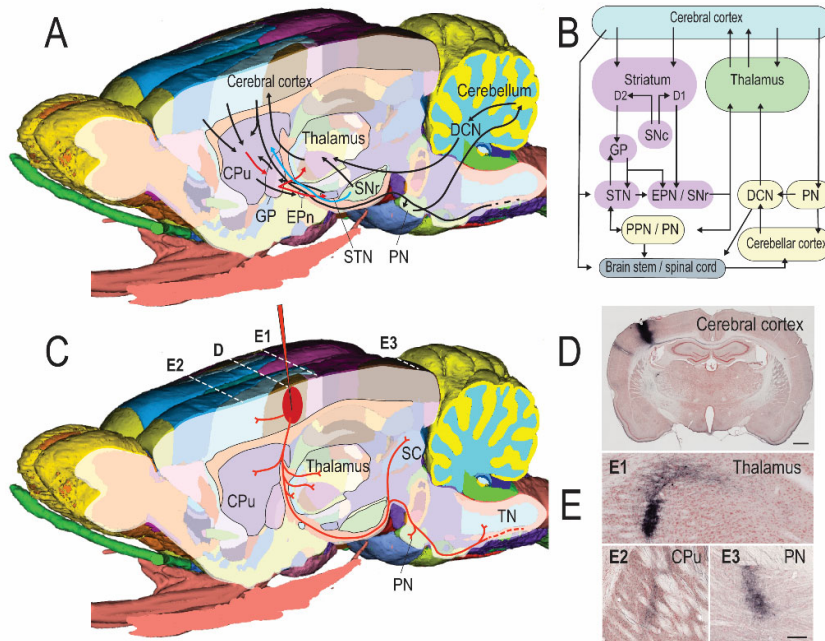 A
Cerebral cortex
Cerebellum
DCN
Thalamus
CPu
SNr
GP
EPn
STN
PN
B
Cerebral cortex
Striatum
D2
D1
SNc
Thalamus
GP
STN
EPN / SNr
DCN
PN
PPN / PN
Cerebellar cortex
Brain stem / spinal cord
C
E2
D
E1
E3
SC
Thalamus
CPu
TN
PN
D
Cerebral cortex
E
E1
Thalamus
E2
CPu
E3
PN